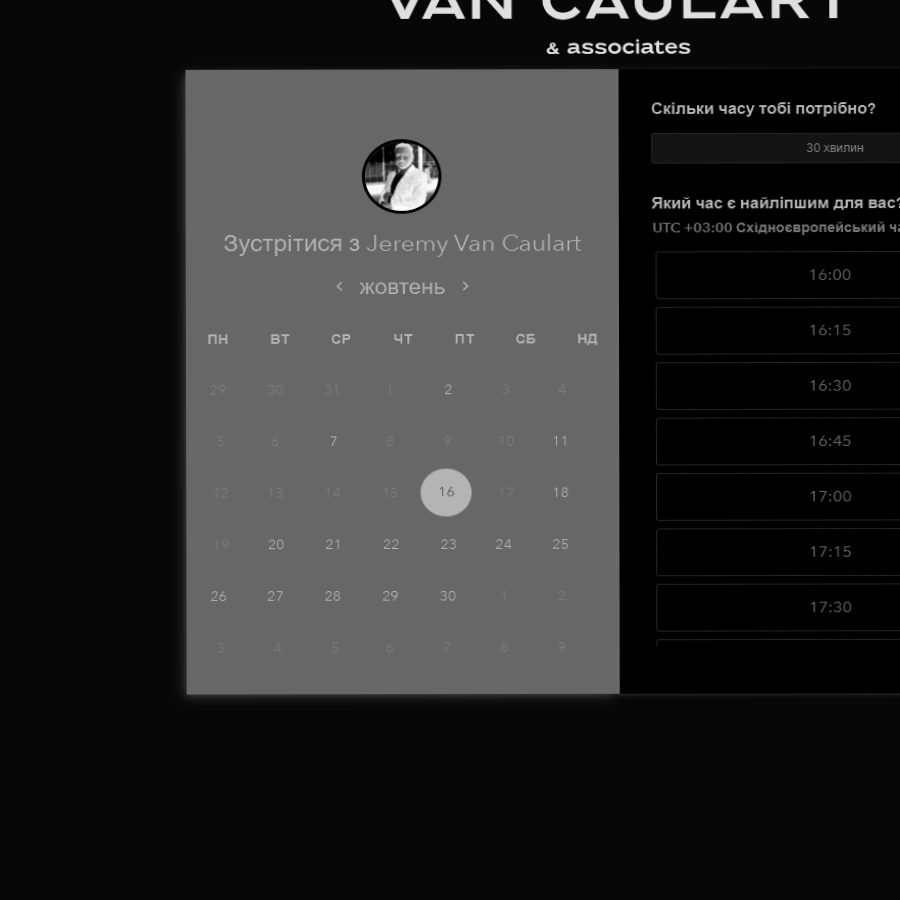 VAN CAULART
& associates
Зустрітися з Jeremy Van Caulart
‹ жовтень ›
ПН ВТ СР ЧТ ПТ СБ НД
29 30 31 1 2 3 4
5 6 7 8 9 10 11
12 13 14 15 16 17 18
19 20 21 22 23 24 25
26 27 28 29 30 1 2
3 4 5 6 7 8 9
Скільки часу тобі потрібно?
30 хвилин
Який час є найліпшим для вас?
UTC +03:00 Східноєвропейський
16:00
16:15
16:30
16:45
17:00
17:15
17:30